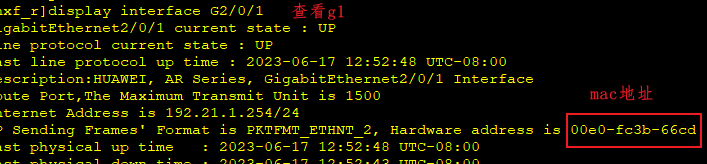 nxf_r]display interface G2/0/1 查看g1
igabitEthernet2/0/1 current state : UP
ine protocol current state : UP
ast line protocol up time : 2023-06-17 12:52:48 UTC-08:00
escription:HUAWEI, AR Series, GigabitEthernet2/0/1 Interface
oute Port,The Maximum Transmit Unit is 1500
mac地址
nternet Address is 192.21.1.254/24
P Sending Frames' Format is PKTFMT_ETHNT_2, Hardware address is 00e0-fc3b-66cd
ast physical up time : 2023-06-17 12:52:48 UTC-08:00
ast physical down time : 2023-06-17 12:52:43 UTC-08:00